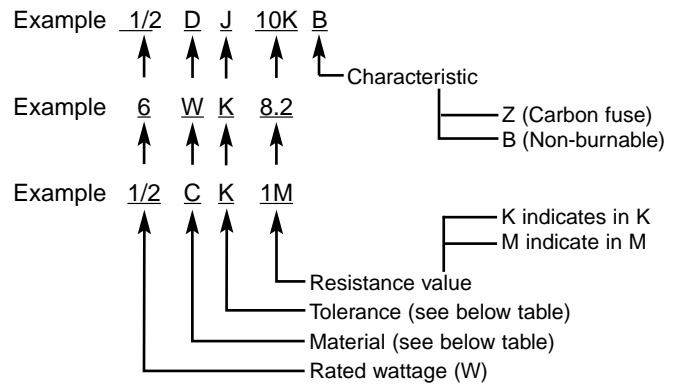 Example 1/2 D J 10K B
Characteristic
Z (Carbon fuse)
B (Non-burnable)
Example 6 W K 8.2
Example 1/2 C K 1M
K indicates in K
M indicate in M
Resistance value
Tolerance (see below table)
Material (see below table)
Rated wattage (W)